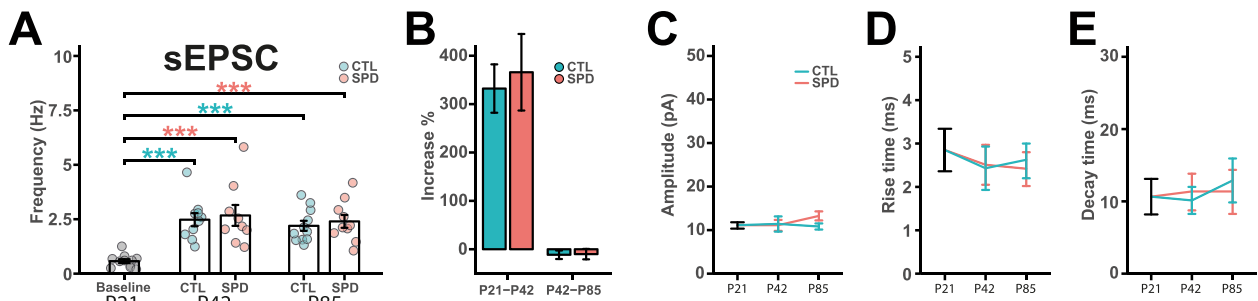 A
sEPSC
Frequency (Hz)
10
7.5
5
2.5
0
CTL
SPD
***
***
***
***
Baseline
CTL
SPD
CTL
SPD
P21
P42
P85
B
Increase %
400
300
200
100
0
CTL
SPD
P21−P42
P42−P85
C
Amplitude (pA)
50
40
30
20
10
0
CTL
SPD
P21
P42
P85
D
Rise time (ms)
5
4
3
2
1
0
P21
P42
P85
E
Decay time (ms)
30
20
10
0
P21
P42
P85